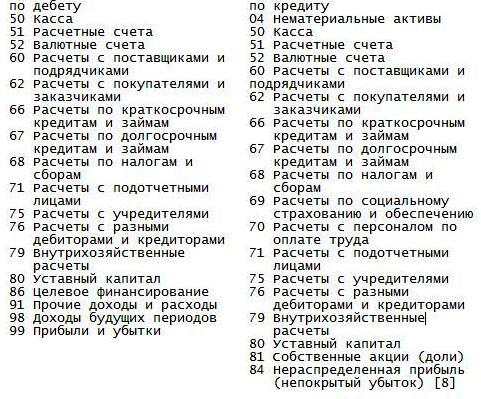 по дебету
50 Касса
51 Расчетные счета
52 Валютные счета
60 Расчеты с поставщиками и
подрядчиками
62 Расчеты с покупателями и
заказчиками
66 Расчеты по краткосрочным
кредитам и займам
67 Расчеты по долгосрочным
кредитам и займам
68 Расчеты по налогам и
сборам
71 Расчеты с подотчетными
лицами
75 Расчеты с учредителями
76 Расчеты с разными
дебиторами и кредиторами
79 Внутрихозяйственные
расчеты
80 Уставный капитал
86 Целевое финансирование
91 Прочие доходы и расходы
98 Доходы будущих периодов
99 Прибыли и убытки
по кредиту
04 Нематериальные активы
50 Касса
51 Расчетные счета
52 Валютные счета
60 Расчеты с поставщиками и
подрядчиками
62 Расчеты с покупателями и
заказчиками
66 Расчеты по краткосрочным
кредитам и займам
67 Расчеты по долгосрочным
кредитам и займам
68 Расчеты по налогам и
сборам
69 Расчеты по социальному
страхованию и обеспечению
70 Расчеты с персоналом по
оплате труда
71 Расчеты с подотчетными
лицами
75 Расчеты с учредителями
76 Расчеты с разными
дебиторами и кредиторами
79 Внутрихозяйственные
расчеты
80 Уставный капитал
81 Собственные акции (доли)
84 Нераспределенная прибыль
(непокрытый убыток) [8]